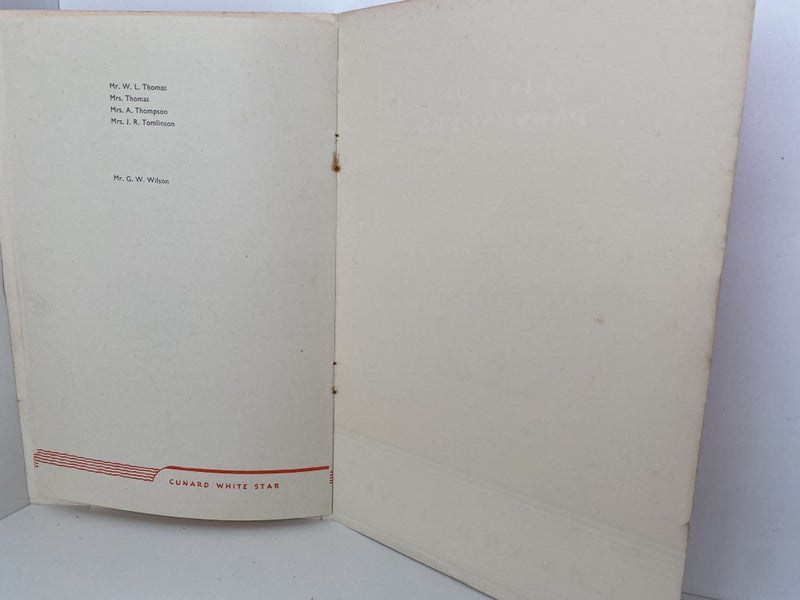 Mr. W. L. Thomas
Mrs. Thomas
Mrs. A. Thompson
Mrs. J. R. Tomlinson
Mr. G. W. Wilson
CUNARD WHITE STAR